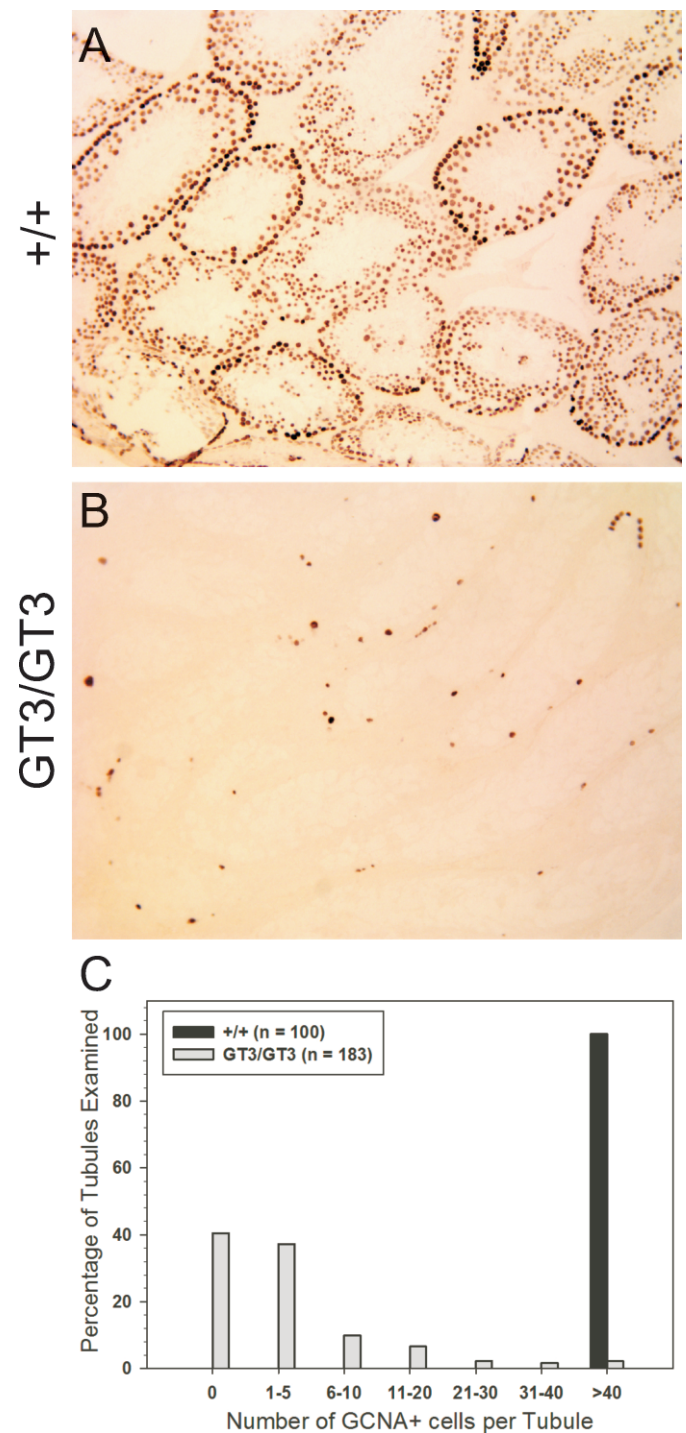 A
+/+
B
GT3/GT3
C
+/+ (n = 100)
GT3/GT3 (n = 183)
Percentage of Tubules Examined
100
80
60
40
20
0
0 1-5 6-10 11-20 21-30 31-40 >40
Number of GCNA+ cells per Tubule